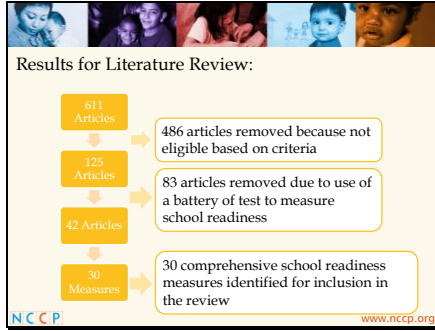 Results for Literature Review:
611
Articles
486 articles removed because not
eligible based on criteria
125
Articles
83 articles removed due to use of
a battery of test to measure
school readiness
42 Articles
30
Measures
30 comprehensive school readiness
measures identified for inclusion in
the review
NCCP
www.nccp.org